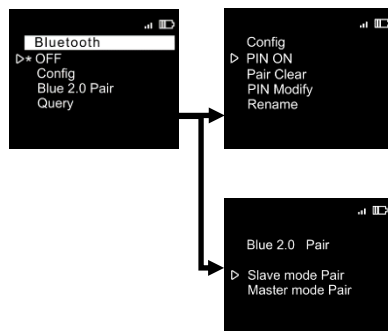 Bluetooth
* OFF
Config
Blue 2.0 Pair
Query
Config
PIN ON
Pair Clear
PIN Modify
Rename
Blue 2.0 Pair
Slave mode Pair
Master mode Pair